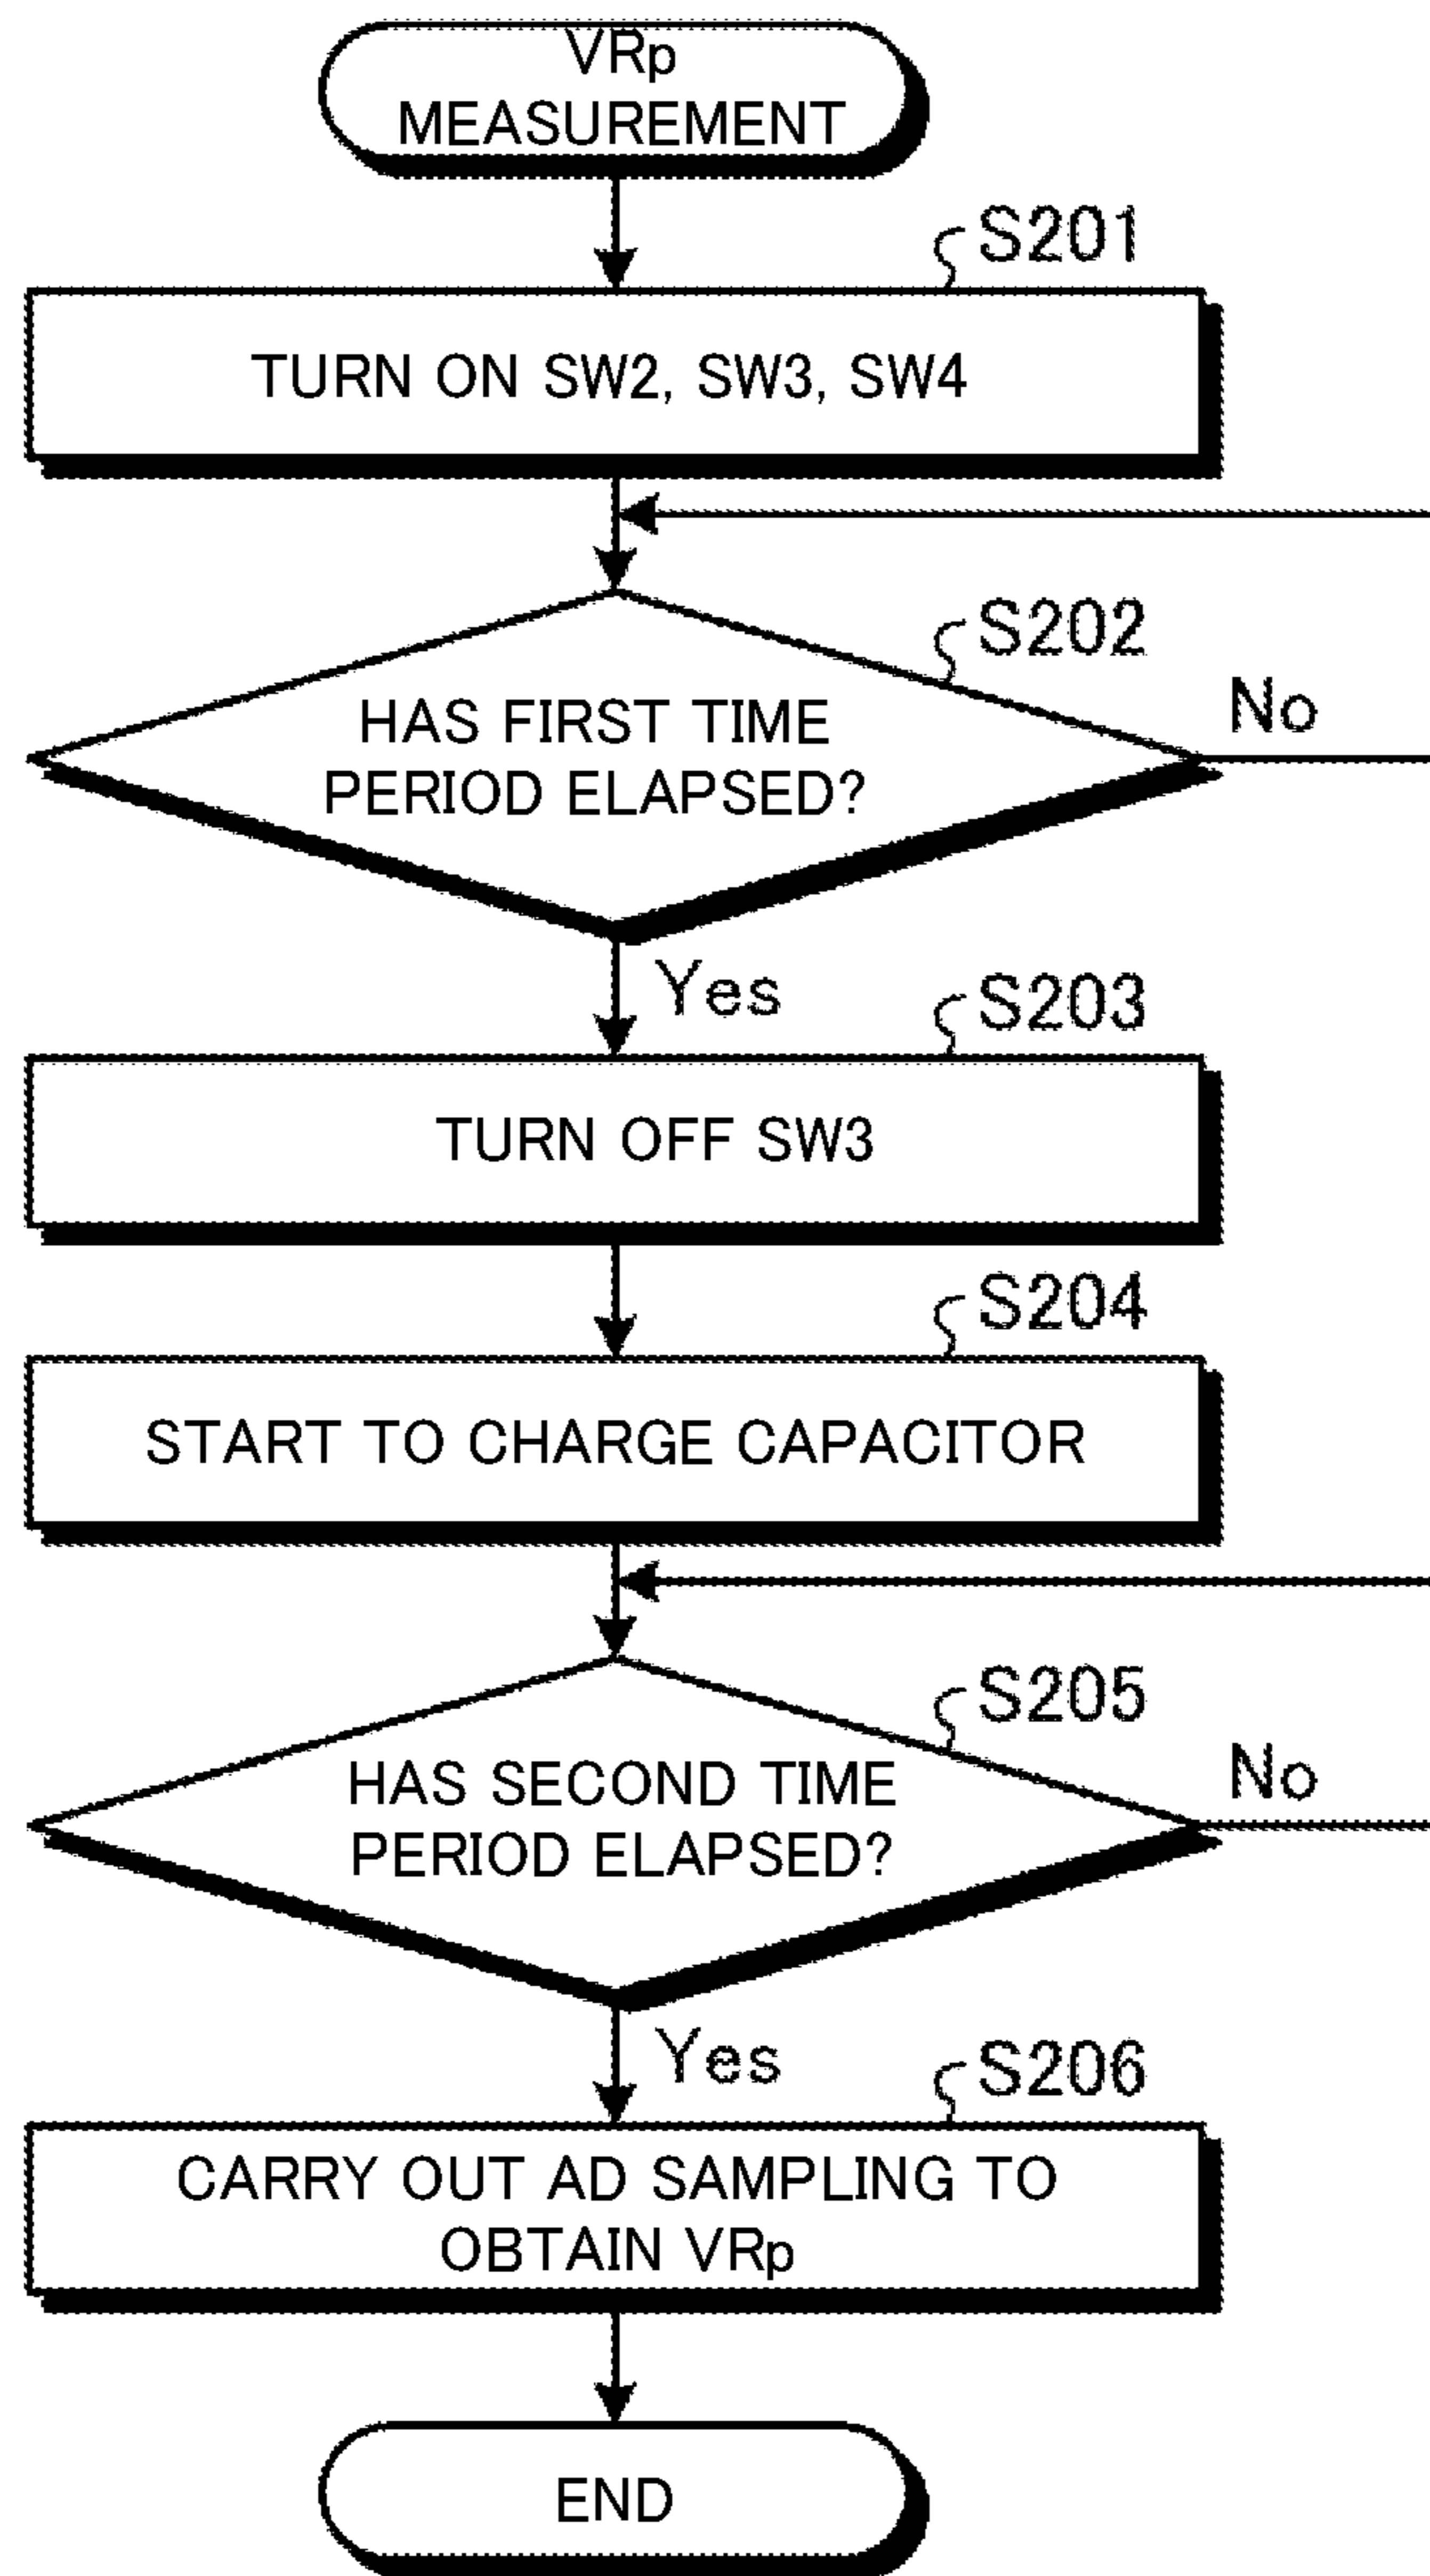 VRp
MEASUREMENT
S201
TURN ON SW2, SW3, SW4
S202
HAS FIRST TIME
PERIOD ELAPSED?
No
Yes
S203
TURN OFF SW3
S204
START TO CHARGE CAPACITOR
S205
HAS SECOND TIME
PERIOD ELAPSED?
No
Yes
S206
CARRY OUT AD SAMPLING TO
OBTAIN VRp
END